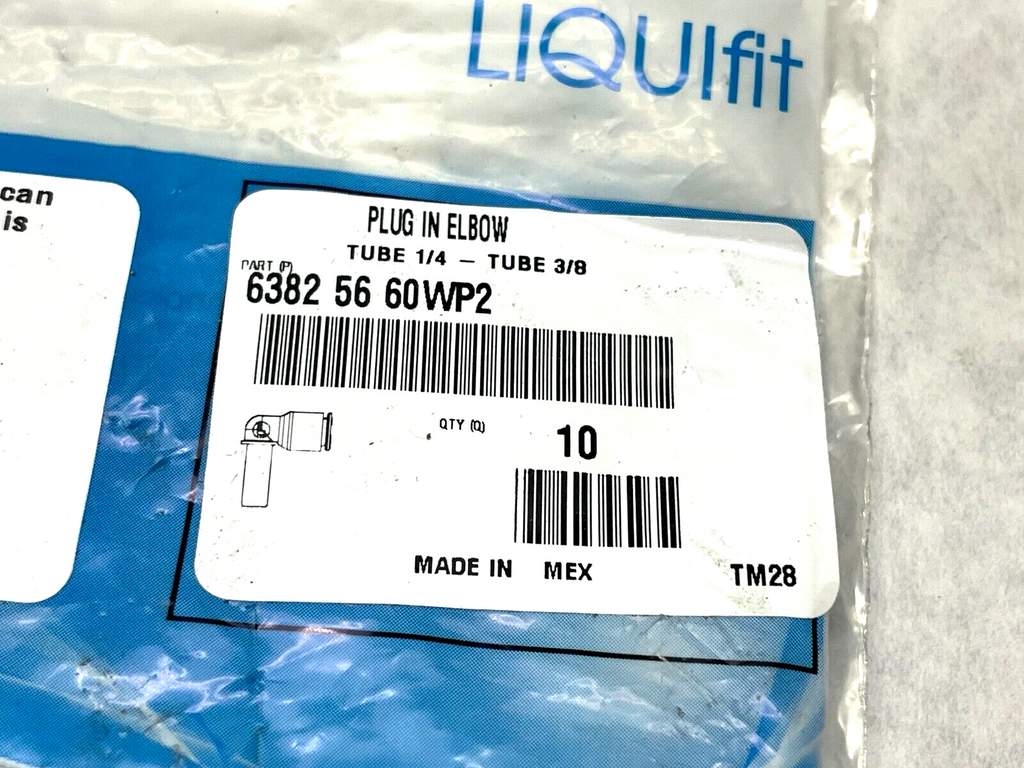 LIQUIfit
can
is
PLUG IN ELBOW
TUBE 1/4 – TUBE 3/8
PART (P)
6382 56 60WP2
QTY (Q)
10
MADE IN MEX
TM28